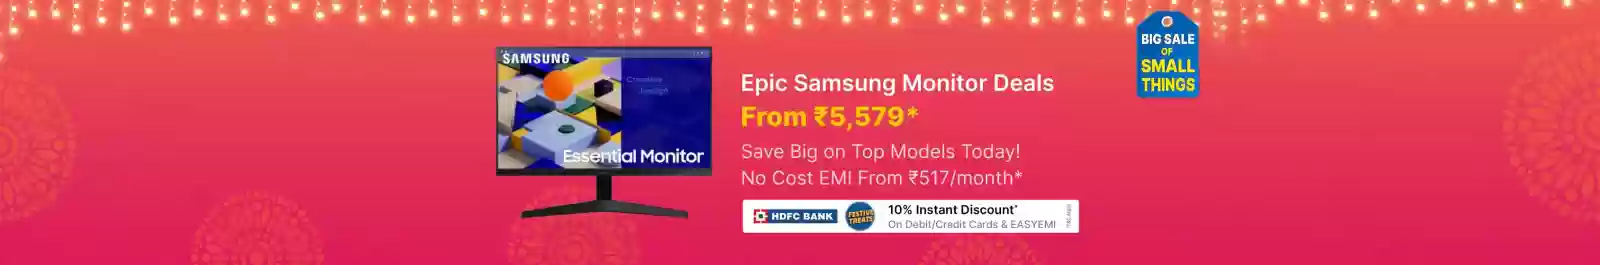 BIG SALE
OF
SMALL
THINGS
SAMSUNG
Essential Monitor
Epic Samsung Monitor Deals
From ₹5,579*
Save Big on Top Models Today!
No Cost EMI From ₹517/month*
HDFC BANK
FESTIVE
TREATS
10% Instant Discount*
On Debit/Credit Cards & EASYEMI